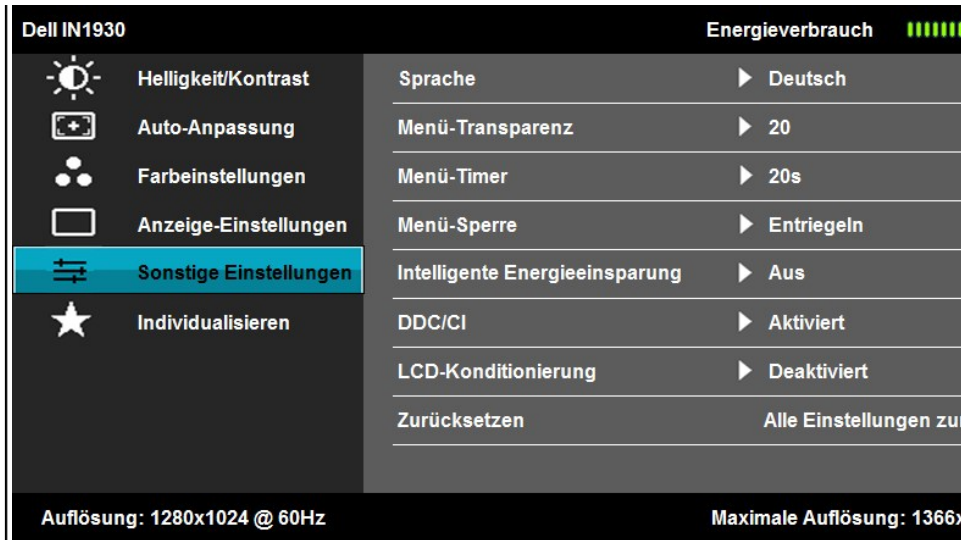 Dell IN1930 Energieverbrauch
Helligkeit/Kontrast
Auto-Anpassung
Farbeinstellungen
Anzeige-Einstellungen
Sonstige Einstellungen
Individualisieren
Sprache Deutsch
Menü-Transparenz 20
Menü-Timer 20s
Menü-Sperre Entriegeln
Intelligente Energieeinsparung Aus
DDC/CI Aktiviert
LCD-Konditionierung Deaktiviert
Zurücksetzen Alle Einstellungen
Auflösung: 1280x1024 @ 60Hz Maximale Auflösung: